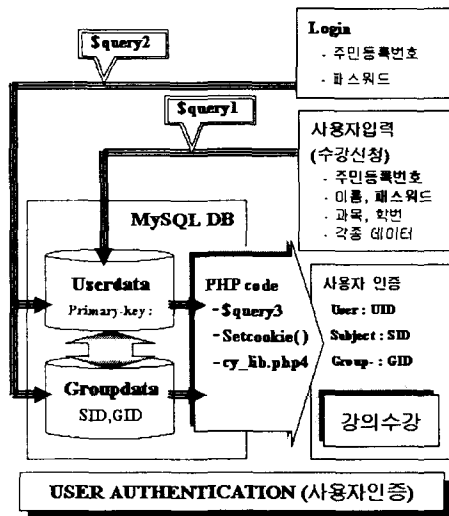 $query2
Login
- 주민등록번호
- 패스워드
$query1
사용자입력
(수강신청)
- 주민등록번호
- 이름, 패스워드
- 과목, 학번
- 각종 데이터
MySQL DB
Userdata
Primary-key :
Groupdata
SID,GID
PHP code
-$query3
-Setcookie()
-cy_lib.php4
사용자 인증
User : UID
Subject : SID
Group- : GID
강의수강
USER AUTHENTICATION (사용자인증)